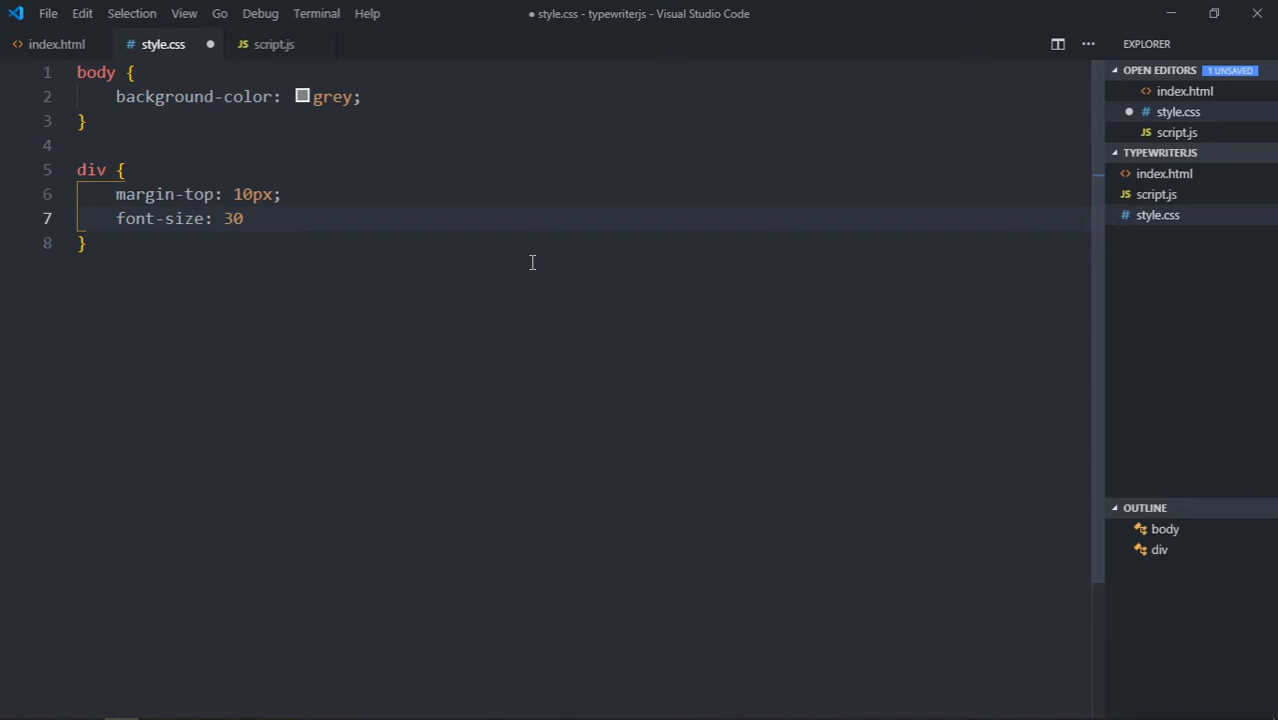 File Edit Selection View Go Debug Terminal Help
● style.css - typewriterjs - Visual Studio Code
<> index.html
# style.css ●
JS script.js
1 body {
2 background-color: grey;
3 }
4
5 div {
6 margin-top: 10px;
7 font-size: 30
8 }
EXPLORER
OPEN EDITORS 1 UNSAVED
<> index.html
● # style.css
JS script.js
TYPEWRITERJS
<> index.html
JS script.js
# style.css
OUTLINE
body
div